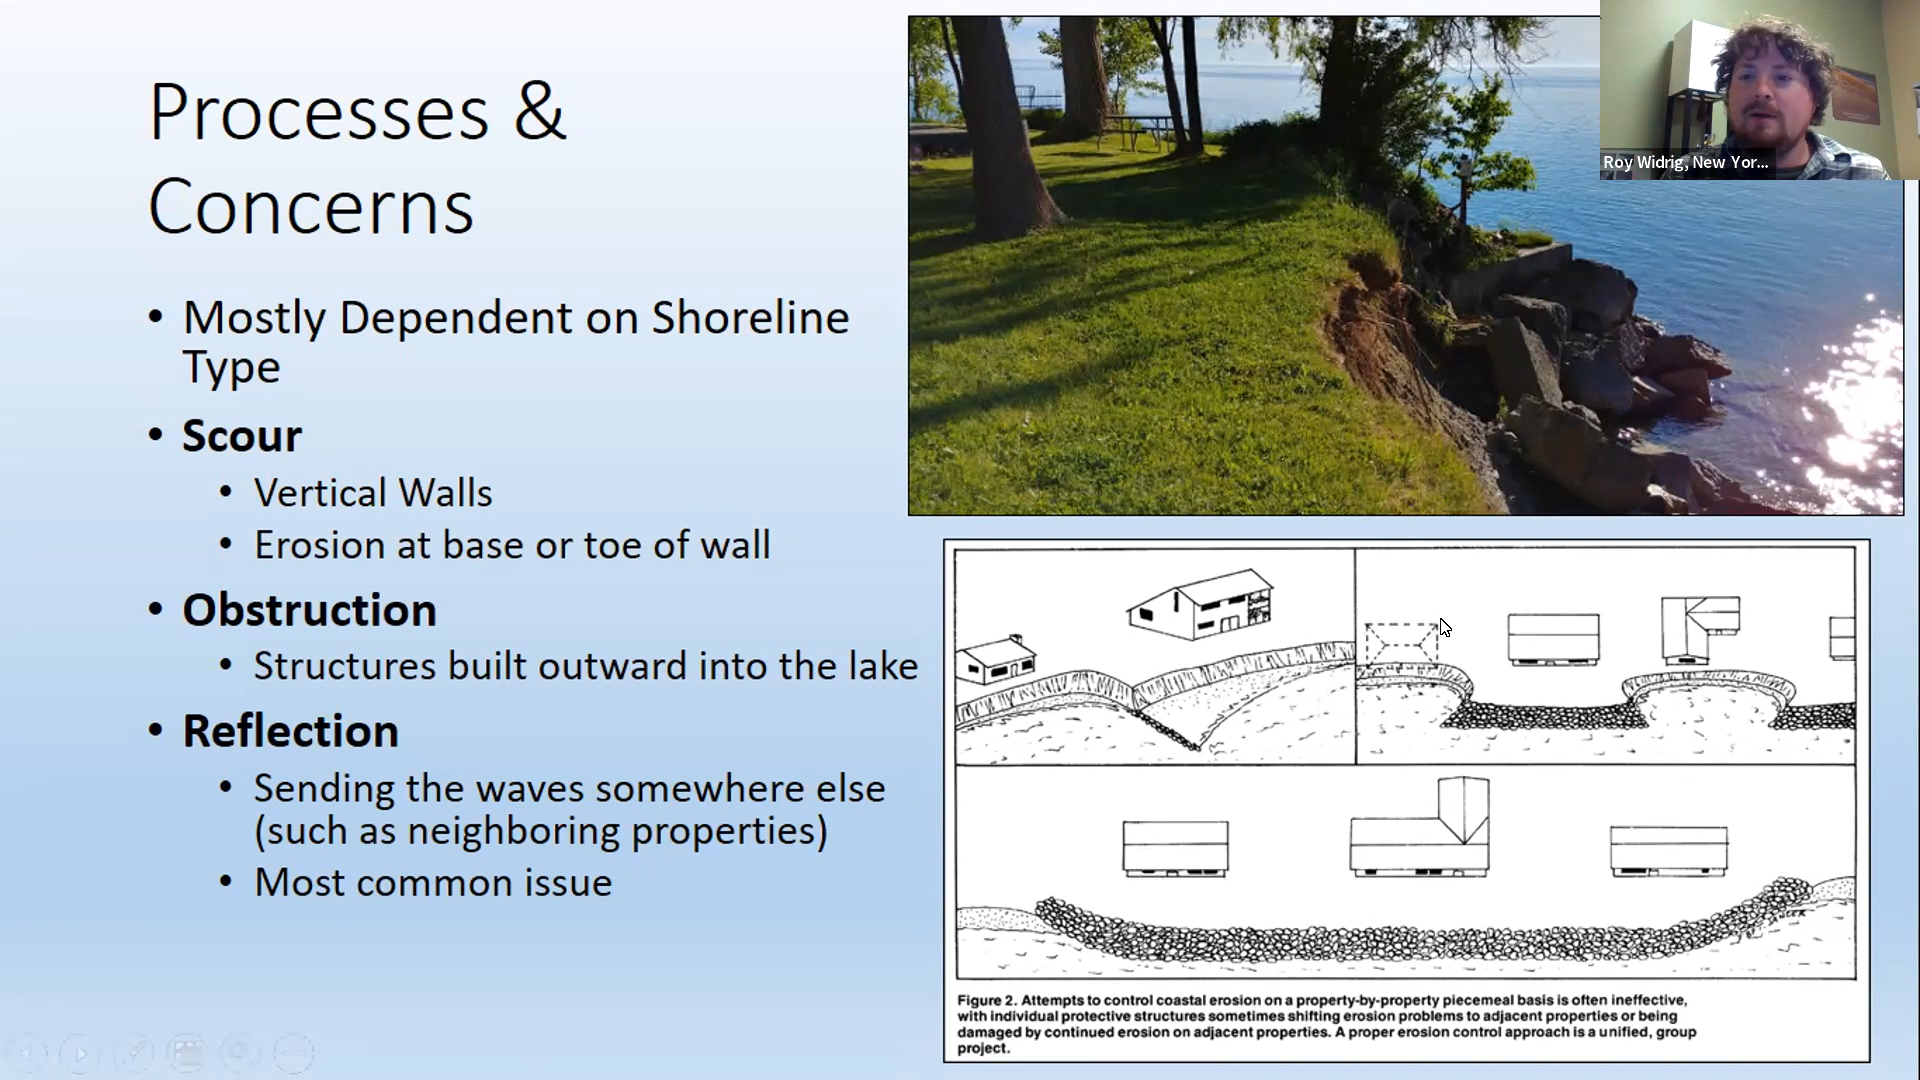 Processes &
Concerns
• Mostly Dependent on Shoreline
Type
• Scour
• Vertical Walls
• Erosion at base or toe of wall
• Obstruction
• Structures built outward into the lake
• Reflection
• Sending the waves somewhere else
(such as neighboring properties)
• Most common issue
Roy Widrig, New Yor...
Figure 2. Attempts to control coastal erosion on a property-by-property piecemeal basis is often ineffective,
with individual protective structures sometimes shifting erosion problems to adjacent properties or being
damaged by continued erosion on adjacent properties. A proper erosion control approach is a unified, group
project.